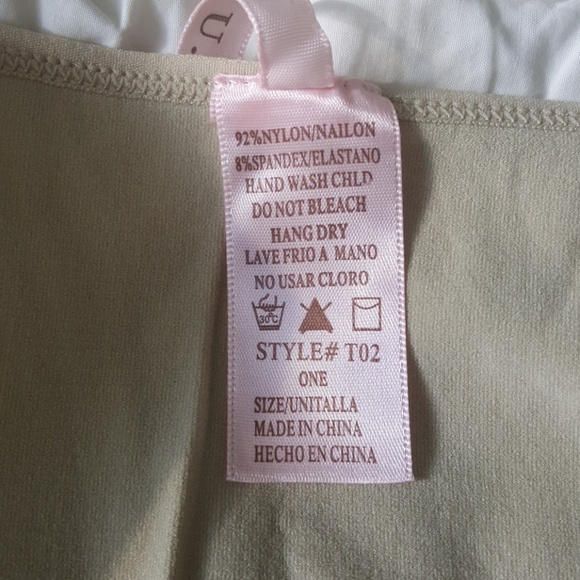 U.
92%NYLON/NAILON
8%SPANDEX/ELASTANO
HAND WASH CHLD
DO NOT BLEACH
HANG DRY
LAVE FRIO A MANO
NO USAR CLORO
30°C
STYLE# T02
ONE
SIZE/UNITALLA
MADE IN CHINA
HECHO EN CHINA